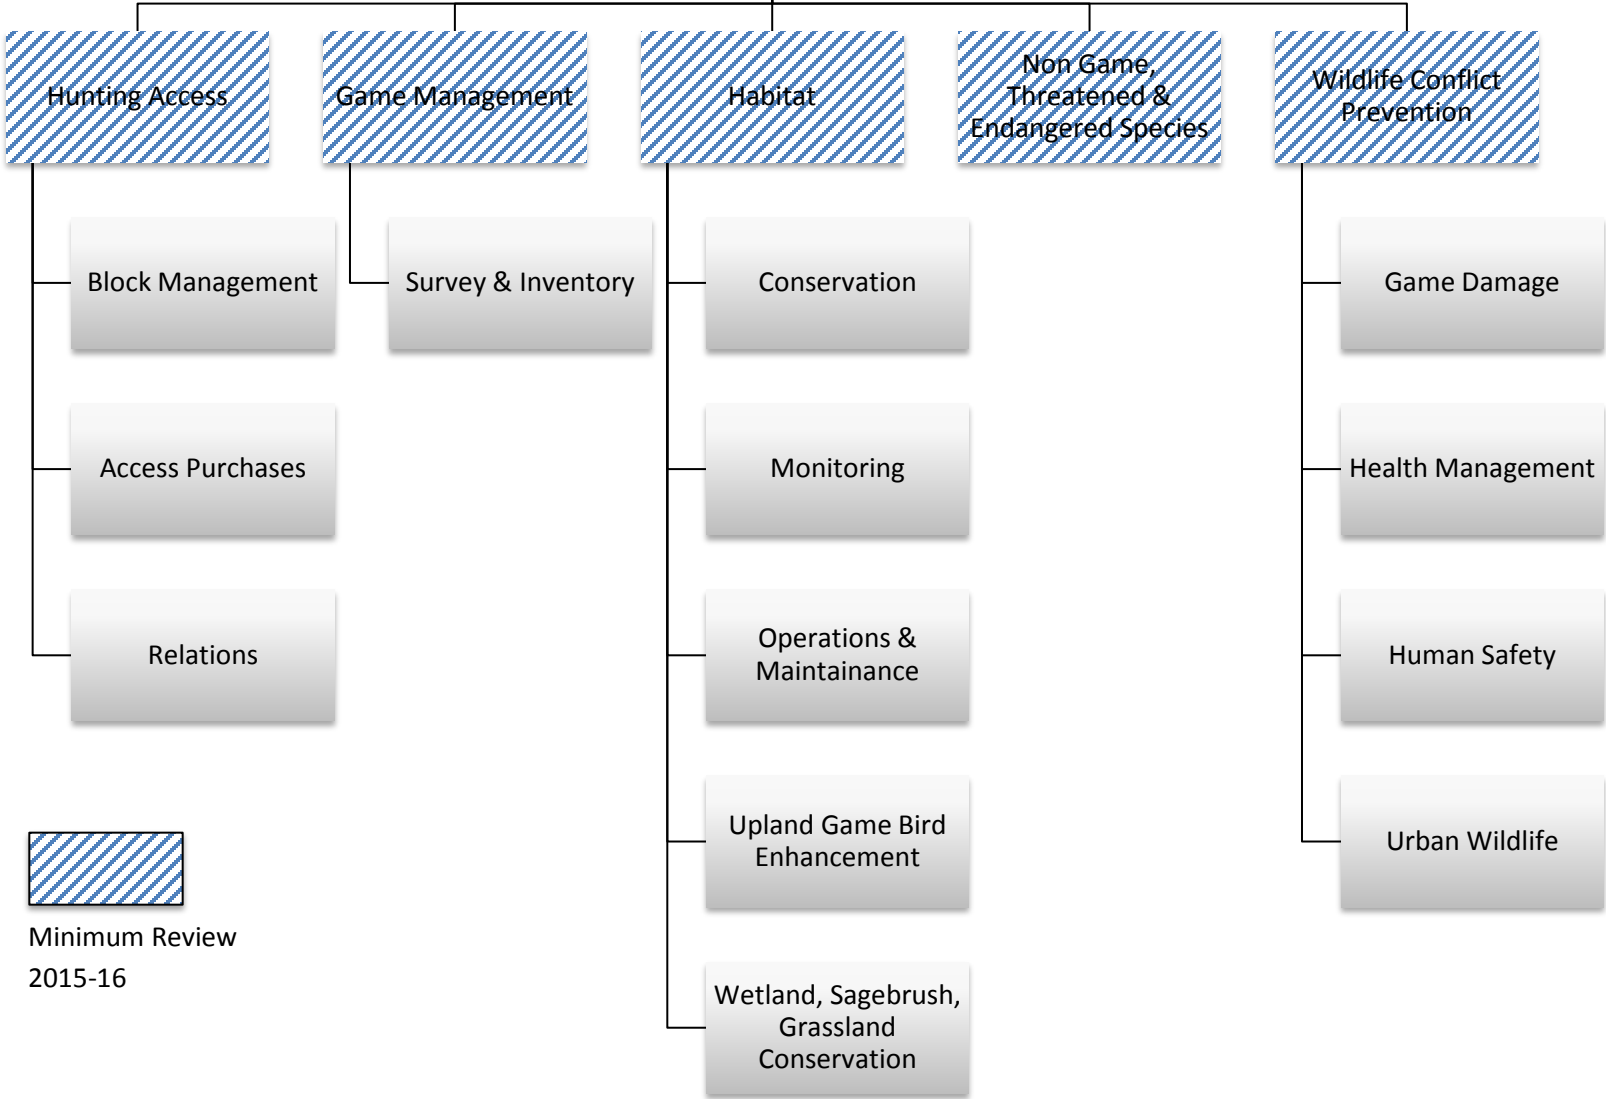 Hunting Access
Game Management
Habitat
Non Game,
Threatened &
Endangered Species
Wildlife Conflict
Prevention
Block Management
Access Purchases
Relations
Survey & Inventory
Conservation
Monitoring
Operations &
Maintainance
Upland Game Bird
Enhancement
Wetland, Sagebrush,
Grassland
Conservation
Game Damage
Health Management
Human Safety
Urban Wildlife
Minimum Review
2015-16